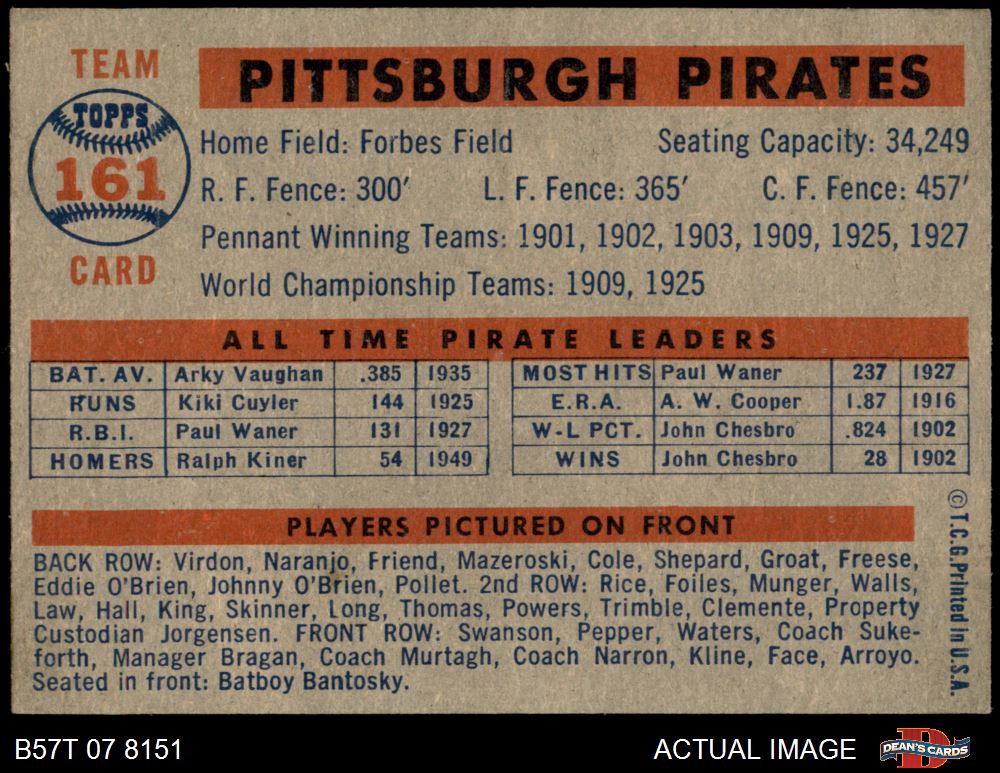 TEAM
TOPPS
161
CARD
PITTSBURGH PIRATES
Home Field: Forbes Field Seating Capacity: 34,249
R. F. Fence: 300′ L. F. Fence: 365′ C. F. Fence: 457′
Pennant Winning Teams: 1901, 1902, 1903, 1909, 1925, 1927
World Championship Teams: 1909, 1925
ALL TIME PIRATE LEADERS
BAT. AV. Arky Vaughan .385 1935 MOST HITS Paul Waner 237 1927
RUNS Kiki Cuyler 144 1925 E.R.A. A. W. Cooper 1.87 1916
R.B.I. Paul Waner 131 1927 W-L PCT. John Chesbro .824 1902
HOMERS Ralph Kiner 54 1949 WINS John Chesbro 28 1902
PLAYERS PICTURED ON FRONT
BACK ROW: Virdon, Naranjo, Friend, Mazeroski, Cole, Shepard, Groat, Freese,
Eddie O'Brien, Johnny O'Brien, Pollet. 2nd ROW: Rice, Foiles, Munger, Walls,
Law, Hall, King, Skinner, Long, Thomas, Powers, Trimble, Clemente, Property
Custodian Jorgensen. FRONT ROW: Swanson, Pepper, Waters, Coach Suke-
forth, Manager Bragan, Coach Murtagh, Coach Narron, Kline, Face, Arroyo.
Seated in front: Batboy Bantosky.
© T.C.G. Printed in U.S.A.
B57T 07 8151 ACTUAL IMAGE DEAN'S CARDS